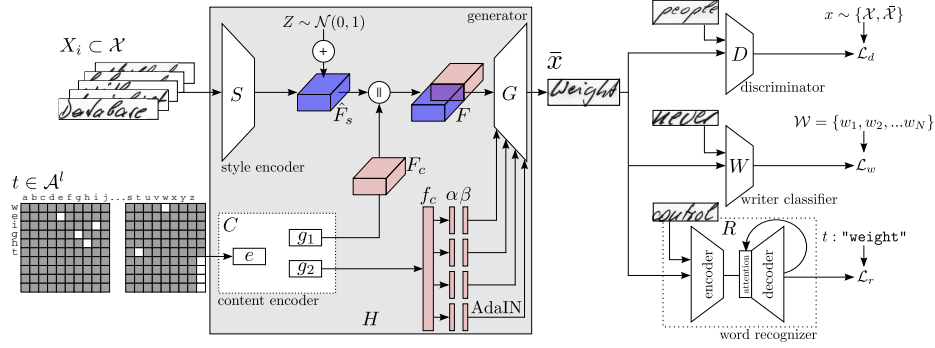 X_i ⊂ 𝒳
Database
t ∈ 𝒜^l
a b c d e f g h i j ... s t u v w x y z
w
e
i
g
h
t
Z ∼ 𝒩(0, 1)
+
S
style encoder
F̂_s
||
F_c
F
generator
G
C
e
g_1
g_2
content encoder
f_c α β
AdaIN
H
x̄
Weight
people
D
discriminator
x ∼ {𝒳, 𝒳̄}
ℒ_d
never
W
writer classifier
𝒲 = {w_1, w_2, ...w_N}
ℒ_w
control
R
encoder
attention
decoder
word recognizer
t : "weight"
ℒ_r